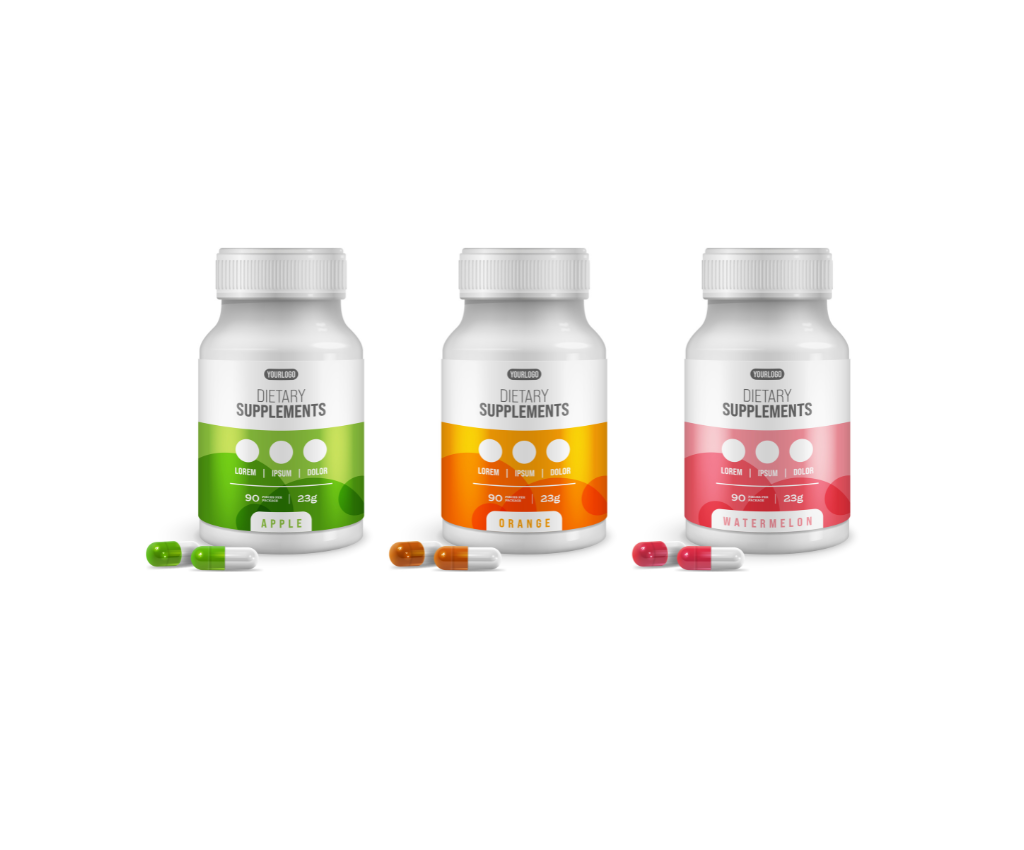 YOURLOGO
DIETARY
SUPPLEMENTS
LOREM | IPSUM | DOLOR
90
23g
APPLE
YOURLOGO
DIETARY
SUPPLEMENTS
LOREM | IPSUM | DOLOR
90
23g
ORANGE
YOURLOGO
DIETARY
SUPPLEMENTS
LOREM | IPSUM | DOLOR
90
23g
WATERMELON